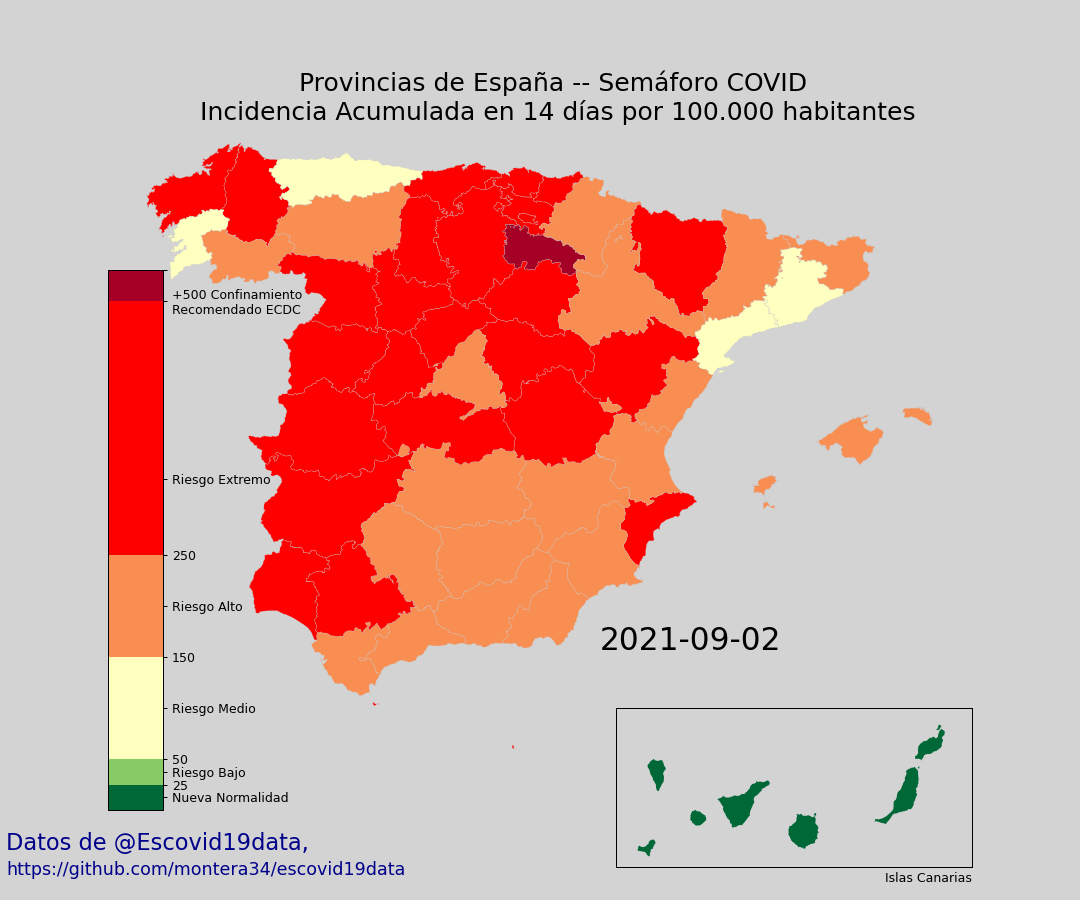 Provincias de España -- Semáforo COVID
Incidencia Acumulada en 14 días por 100.000 habitantes
+500 Confinamiento
Recomendado ECDC
Riesgo Extremo
250
Riesgo Alto
150
Riesgo Medio
50
Riesgo Bajo
25
Nueva Normalidad
2021-09-02
Islas Canarias
Datos de @Escovid19data,
https://github.com/montera34/escovid19data